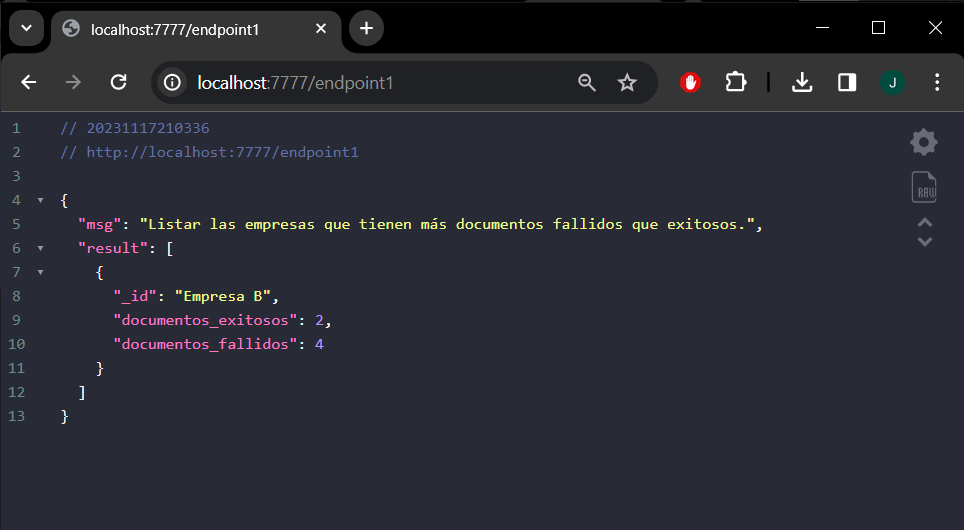 localhost:7777/endpoint1
localhost:7777/endpoint1
J
1 // 20231117210336
2 // http://localhost:7777/endpoint1
3
4 {
5 "msg": "Listar las empresas que tienen más documentos fallidos que exitosos.",
6 "result": [
7 {
8 "_id": "Empresa B",
9 "documentos_exitosos": 2,
10 "documentos_fallidos": 4
11 }
12 ]
13 }
RAW